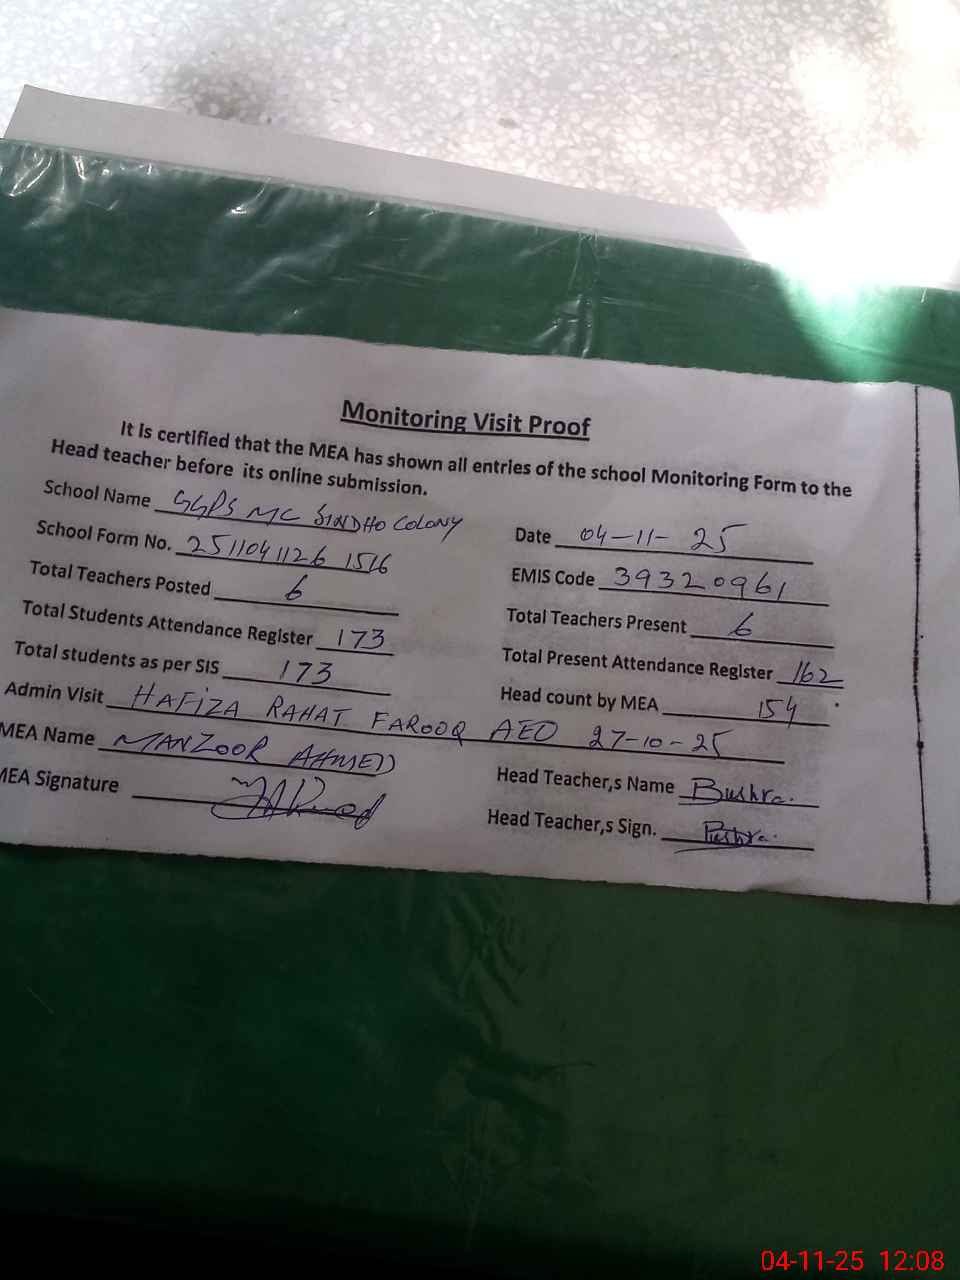 Monitoring Visit Proof
It is certified that the MEA has shown all entries of the school Monitoring Form to the
Head teacher before its online submission.
School Name GGPS MC SINDHO COLONY
Date 04-11-25
School Form No. 2511041126 1516
EMIS Code 39320961
Total Teachers Posted 6
Total Teachers Present 6
Total Students Attendance Register 173
Total Present Attendance Register 162
Total students as per SIS 173
Head count by MEA 154
Admin Visit HAFIZA RAHAT FAROOQ AEO 27-10-25
MEA Name MANZOOR AHMED
Head Teacher,s Name Bushra.
MEA Signature
Head Teacher,s Sign. Bushra.
04-11-25 12:08